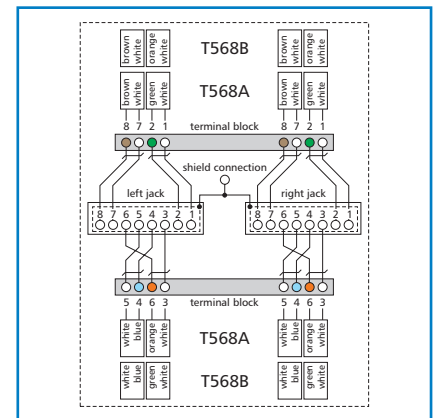 brown white orange white T568B brown white orange white
brown white green white T568A brown white green white
8 7 2 1 terminal block 8 7 2 1
shield connection
left jack right jack
8 7 6 5 4 3 2 1 8 7 6 5 4 3 2 1
5 4 6 3 terminal block 5 4 6 3
white blue orange white T568A white blue orange white
white blue green white T568B white blue green white